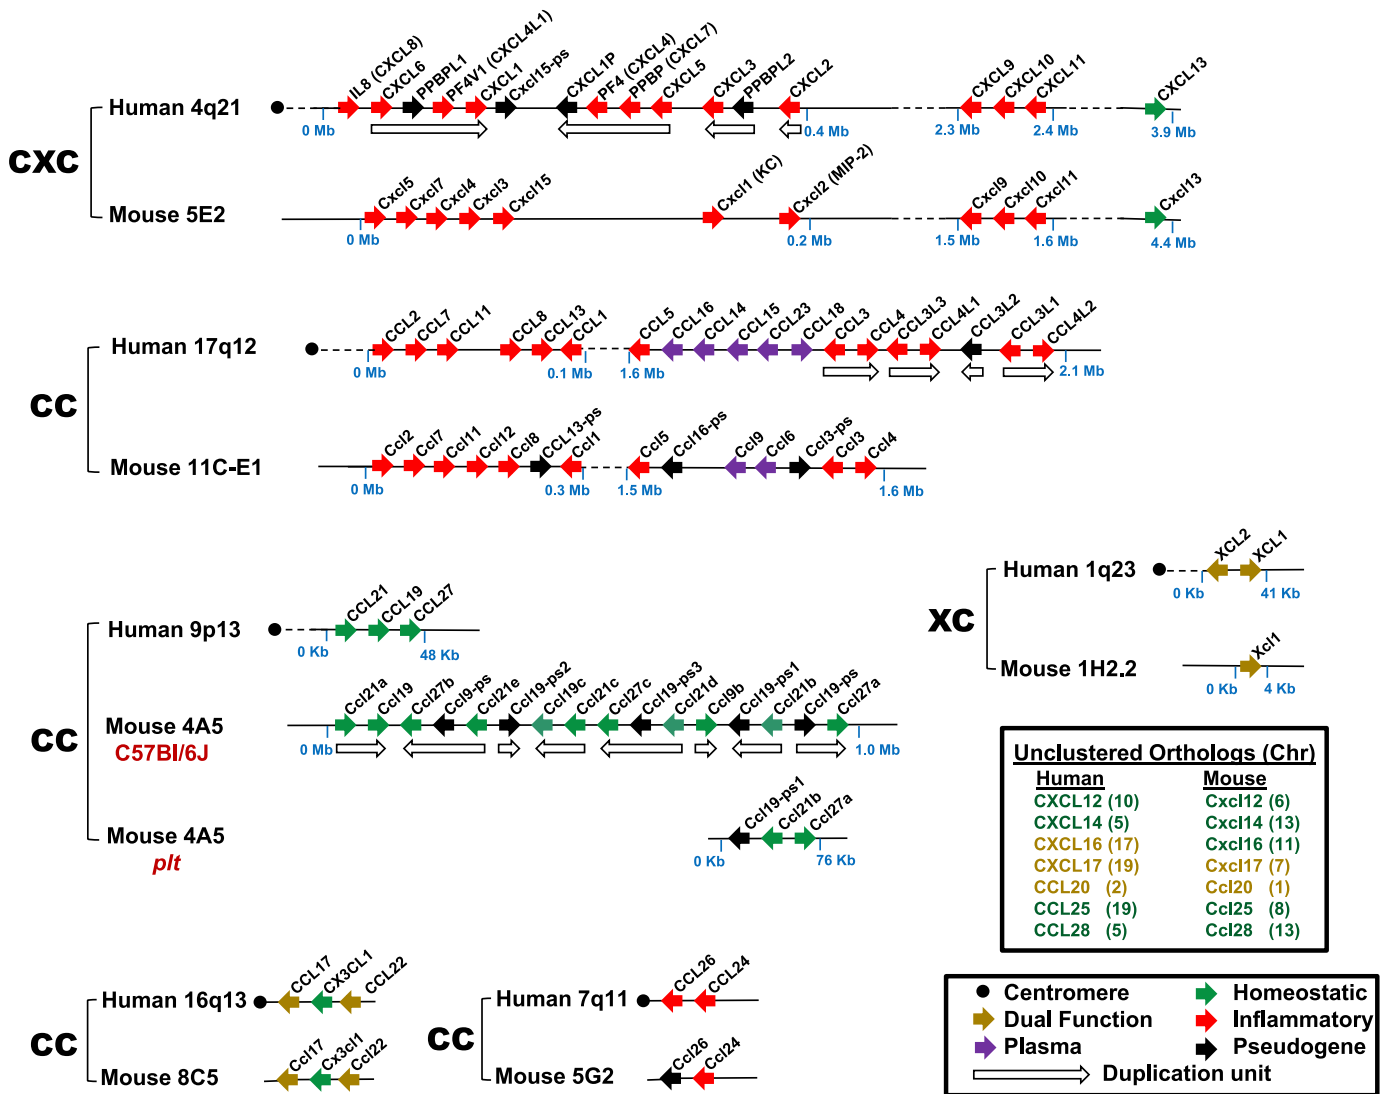 CXC
Human 4q21
IL8 (CXCL8)
CXCL6
PPBPL1
PF4V1 (CXCL4L1)
CXCL1
Cxcl15-ps
CXCL1P
PF4 (CXCL4)
PPBP (CXCL7)
CXCL5
CXCL3
PPBPL2
CXCL2
CXCL9
CXCL10
CXCL11
CXCL13
0 Mb
0.4 Mb
2.3 Mb
2.4 Mb
3.9 Mb
Mouse 5E2
Cxcl5
Cxcl7
Cxcl4
Cxcl3
Cxcl15
Cxcl1 (KC)
Cxcl2 (MIP-2)
Cxcl9
Cxcl10
Cxcl11
Cxcl13
0 Mb
0.2 Mb
1.5 Mb
1.6 Mb
4.4 Mb
CC
Human 17q12
CCL2
CCL7
CCL11
CCL8
CCL13
CCL1
CCL5
CCL16
CCL14
CCL15
CCL23
CCL18
CCL3
CCL4
CCL3L3
CCL4L1
CCL3L2
CCL3L1
CCL4L2
0 Mb
0.1 Mb
1.6 Mb
2.1 Mb
Mouse 11C-E1
Ccl2
Ccl7
Ccl11
Ccl12
Ccl8
CCL13-ps
Ccl1
Ccl5
Ccl16-ps
Ccl9
Ccl6
Ccl3-ps
Ccl3
Ccl4
0 Mb
0.3 Mb
1.5 Mb
1.6 Mb
CC
Human 9p13
CCL21
CCL19
CCL27
0 Kb
48 Kb
Mouse 4A5
C57Bl/6J
Ccl21a
Ccl19
Ccl27b
Ccl9-ps
Ccl21e
Ccl19-ps2
Ccl19c
Ccl21c
Ccl27c
Ccl19-ps3
Ccl21d
Ccl9b
Ccl19-ps1
Ccl21b
Ccl19-ps
Ccl27a
0 Mb
1.0 Mb
Mouse 4A5
plt
Ccl19-ps1
Ccl21b
Ccl27a
0 Kb
76 Kb
XC
Human 1q23
XCL2
XCL1
0 Kb
41 Kb
Mouse 1H2.2
Xcl1
0 Kb
4 Kb
Unclustered Orthologs (Chr)
Human Mouse
CXCL12 (10) Cxcl12 (6)
CXCL14 (5) Cxcl14 (13)
CXCL16 (17) Cxcl16 (11)
CXCL17 (19) Cxcl17 (7)
CCL20 (2) Ccl20 (1)
CCL25 (19) Ccl25 (8)
CCL28 (5) Ccl28 (13)
CC
Human 16q13
CCL17
CX3CL1
CCL22
Mouse 8C5
Ccl17
Cx3cl1
Ccl22
CC
Human 7q11
CCL26
CCL24
Mouse 5G2
Ccl26
Ccl24
Centromere Homeostatic
Dual Function Inflammatory
Plasma Pseudogene
Duplication unit